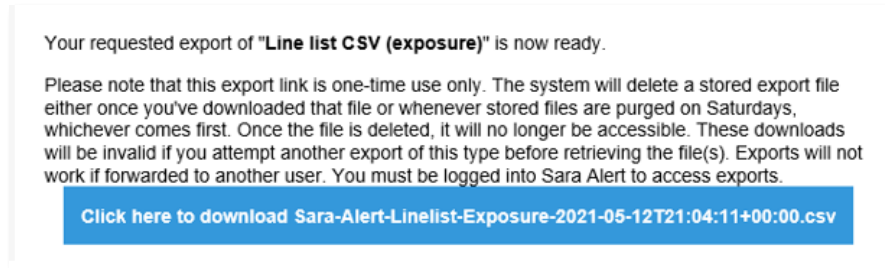 Your requested export of "Line list CSV (exposure)" is now ready.
Please note that this export link is one-time use only. The system will delete a stored export file
either once you've downloaded that file or whenever stored files are purged on Saturdays,
whichever comes first. Once the file is deleted, it will no longer be accessible. These downloads
will be invalid if you attempt another export of this type before retrieving the file(s). Exports will not
work if forwarded to another user. You must be logged into Sara Alert to access exports.
Click here to download Sara-Alert-Linelist-Exposure-2021-05-12T21:04:11+00:00.csv